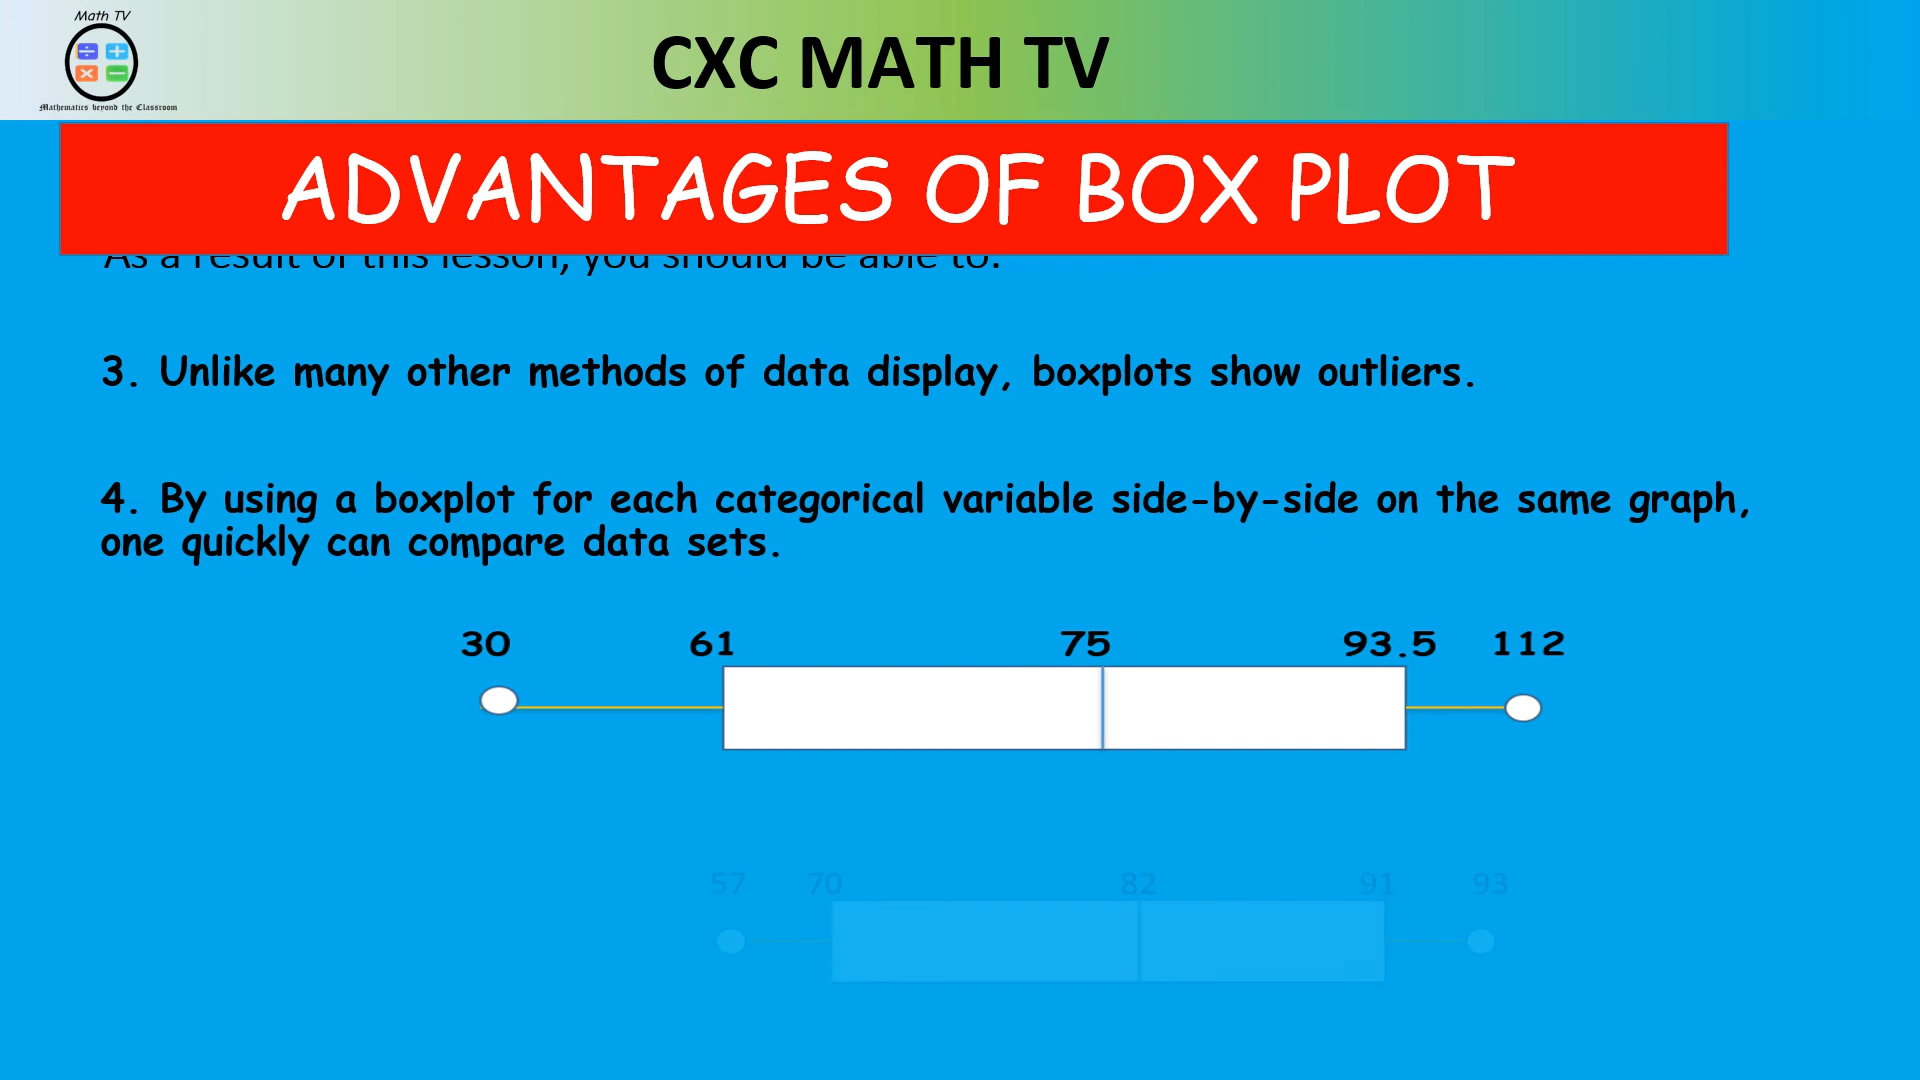 Math TV
Mathematics beyond the Classroom
CXC MATH TV
ADVANTAGES OF BOX PLOT
As a result of this lesson, you should be able to:
3. Unlike many other methods of data display, boxplots show outliers.
4. By using a boxplot for each categorical variable side-by-side on the same graph,
one quickly can compare data sets.
30 61 75 93.5 112
57 70 82 91 93